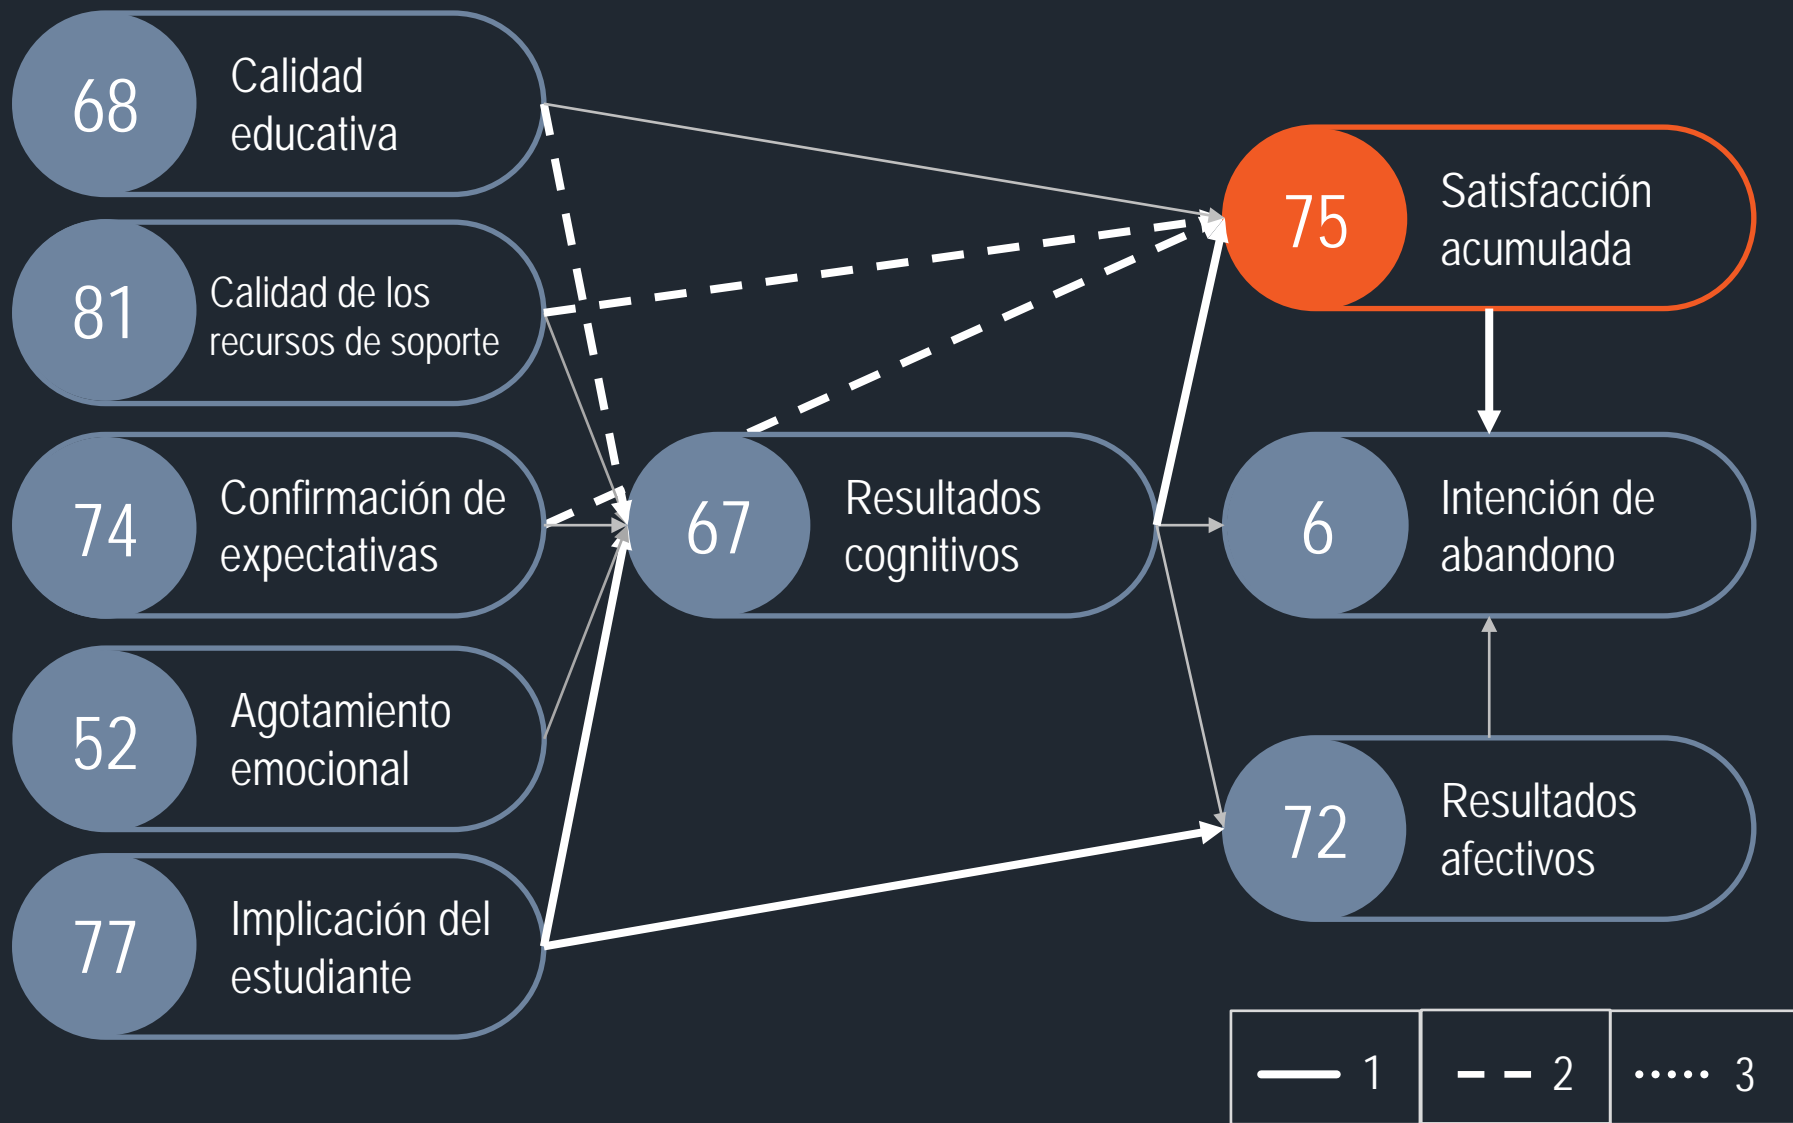 68
Calidad
educativa
81
Calidad de los
recursos de soporte
74
Confirmación de
expectativas
52
Agotamiento
emocional
77
Implicación del
estudiante
67
Resultados
cognitivos
75
Satisfacción
acumulada
6
Intención de
abandono
72
Resultados
afectivos
1
2
3